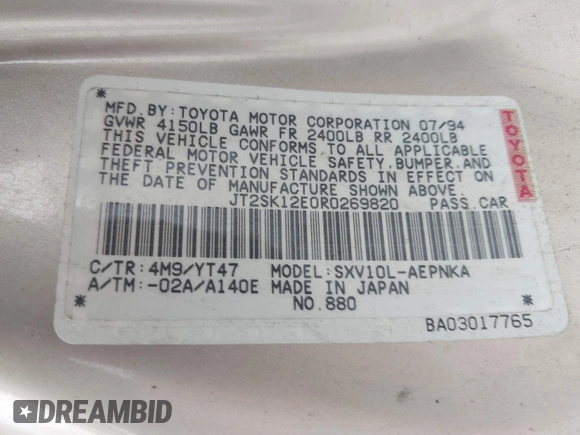 MFD.BY:TOYOTA MOTOR CORPORATION 07/94
GVWR 4150LB GAWR FR 2400LB RR 2400LB
THIS VEHICLE CONFORMS TO ALL APPLICABLE
FEDERAL MOTOR VEHICLE SAFETY,BUMPER,AND
THEFT PREVENTION STANDARDS IN EFFECT ON
THE DATE OF MANUFACTURE SHOWN ABOVE.
JT2SK12E0R0269820 PASS.CAR
TOYOTA
C/TR:4M9/YT47 MODEL:SXV10L-AEPNKA
A/TM:-02A/A140E MADE IN JAPAN
NO.880
BA03017765
DREAMBID